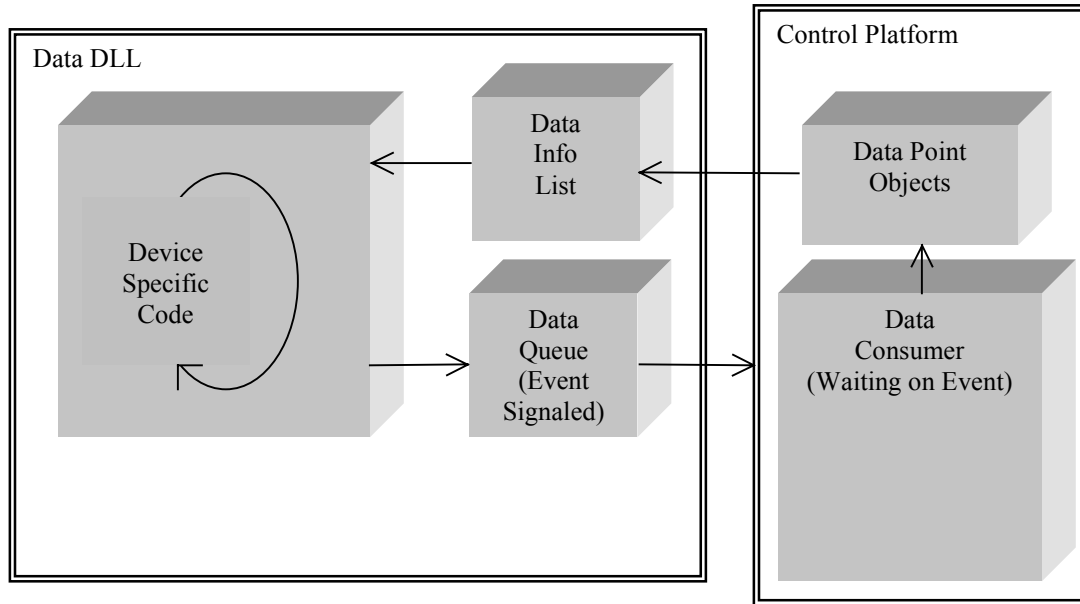 Data DLL
Device
Specific
Code
Data
Info
List
Data
Queue
(Event
Signaled)
Control Platform
Data Point
Objects
Data
Consumer
(Waiting on Event)